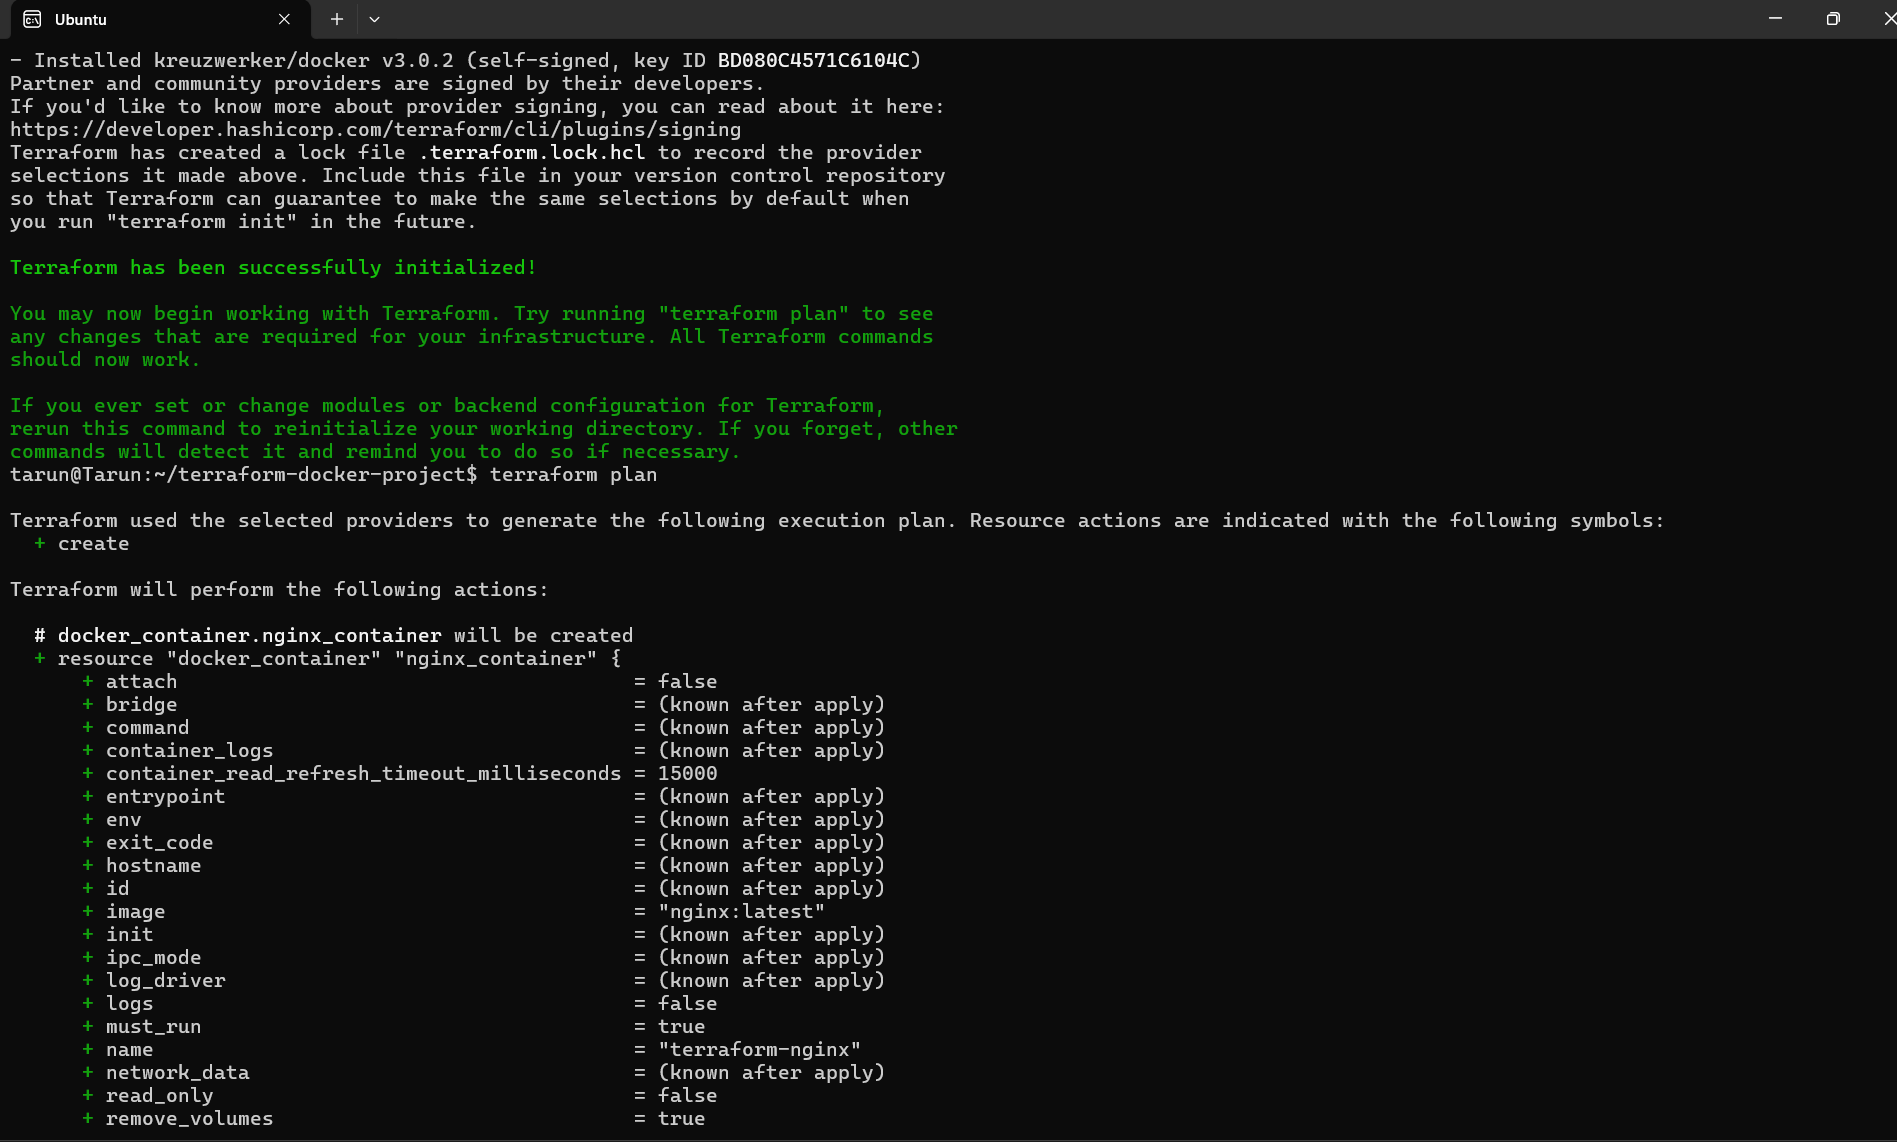 Ubuntu
- Installed kreuzwerker/docker v3.0.2 (self-signed, key ID BD080C4571C6104C)
Partner and community providers are signed by their developers.
If you'd like to know more about provider signing, you can read about it here:
https://developer.hashicorp.com/terraform/cli/plugins/signing
Terraform has created a lock file .terraform.lock.hcl to record the provider
selections it made above. Include this file in your version control repository
so that Terraform can guarantee to make the same selections by default when
you run "terraform init" in the future.
Terraform has been successfully initialized!
You may now begin working with Terraform. Try running "terraform plan" to see
any changes that are required for your infrastructure. All Terraform commands
should now work.
If you ever set or change modules or backend configuration for Terraform,
rerun this command to reinitialize your working directory. If you forget, other
commands will detect it and remind you to do so if necessary.
tarun@Tarun:~/terraform-docker-project$ terraform plan
Terraform used the selected providers to generate the following execution plan. Resource actions are indicated with the following symbols:
  + create
Terraform will perform the following actions:
  # docker_container.nginx_container will be created
  + resource "docker_container" "nginx_container" {
      + attach                                      = false
      + bridge                                      = (known after apply)
      + command                                     = (known after apply)
      + container_logs                              = (known after apply)
      + container_read_refresh_timeout_milliseconds = 15000
      + entrypoint                                  = (known after apply)
      + env                                         = (known after apply)
      + exit_code                                   = (known after apply)
      + hostname                                    = (known after apply)
      + id                                          = (known after apply)
      + image                                       = "nginx:latest"
      + init                                        = (known after apply)
      + ipc_mode                                    = (known after apply)
      + log_driver                                  = (known after apply)
      + logs                                        = false
      + must_run                                    = true
      + name                                        = "terraform-nginx"
      + network_data                                = (known after apply)
      + read_only                                   = false
      + remove_volumes                              = true